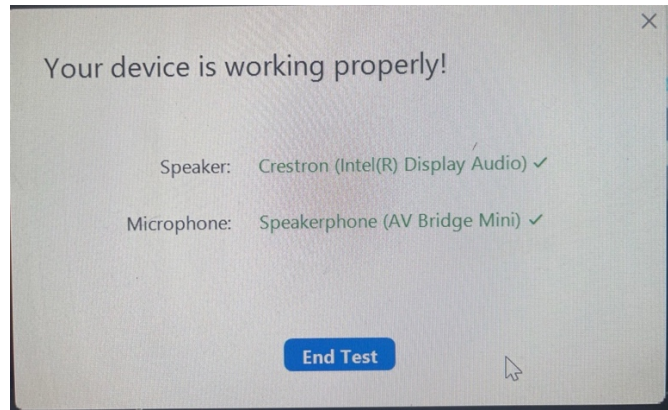 Your device is working properly!
Speaker: Crestron (Intel(R) Display Audio) ✓
Microphone: Speakerphone (AV Bridge Mini) ✓
End Test